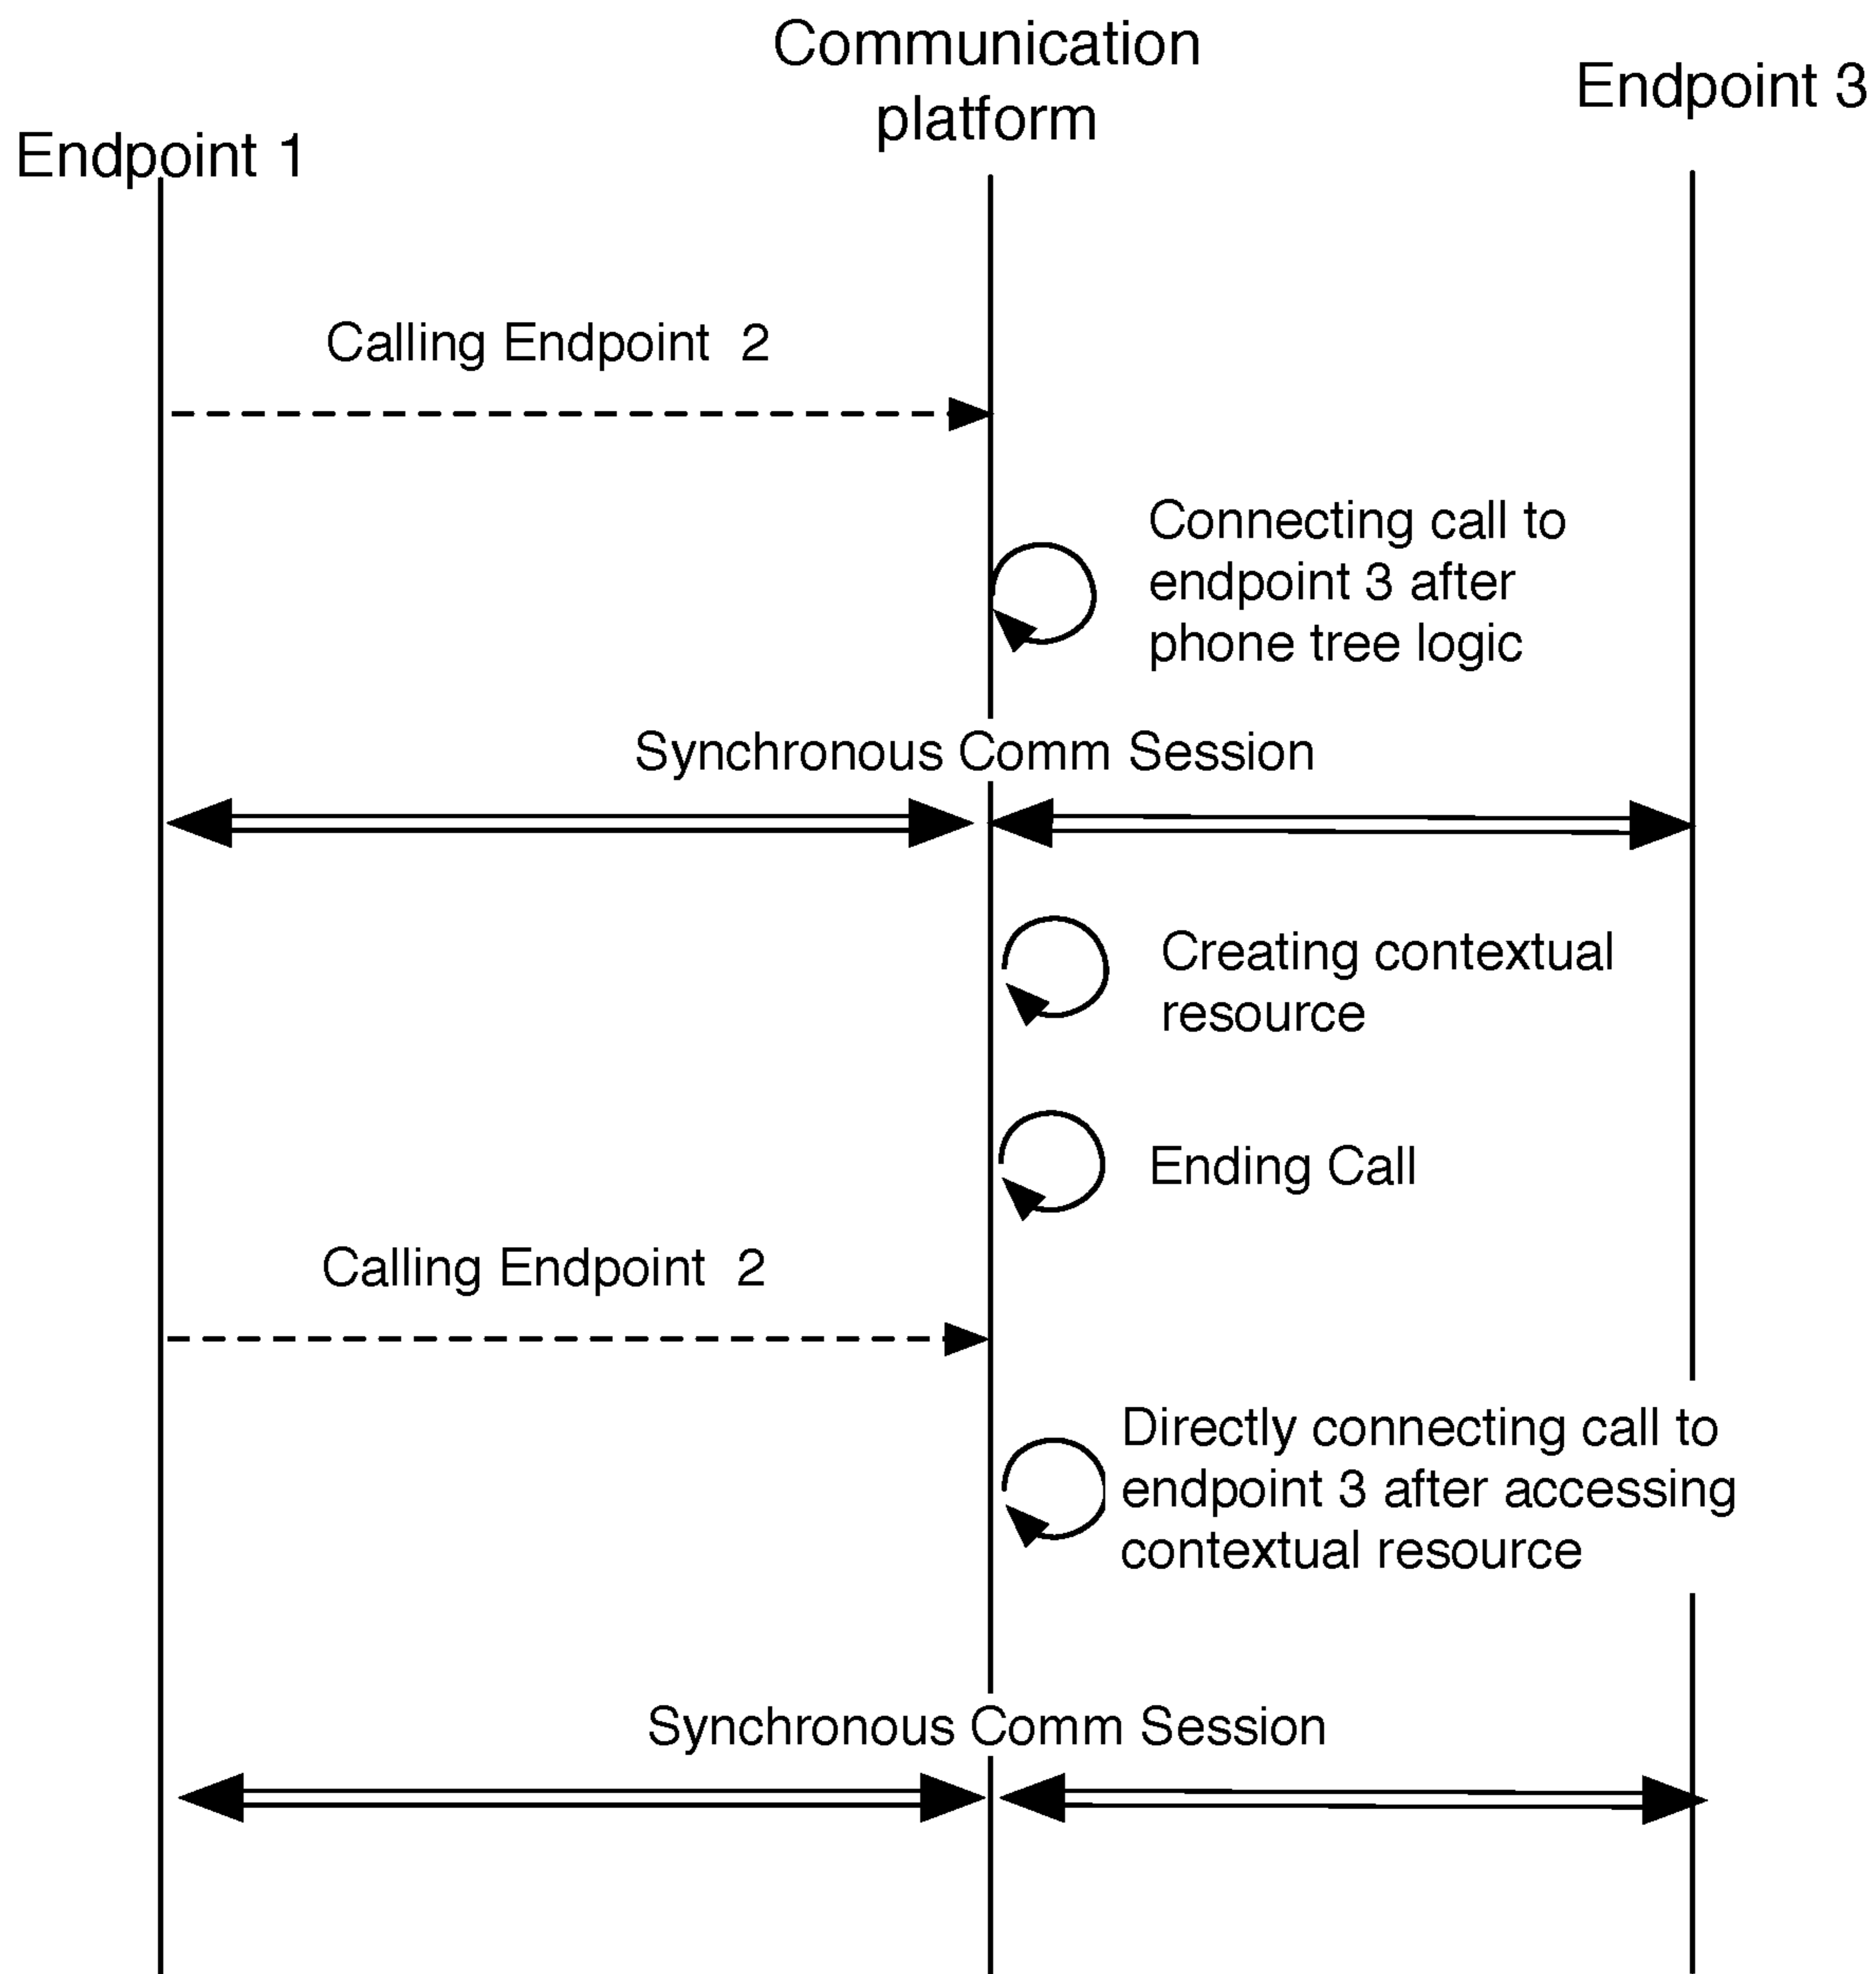 Communication
platform
Endpoint 3
Endpoint 1
Calling Endpoint 2
Connecting call to
endpoint 3 after
phone tree logic
Synchronous Comm Session
Creating contextual
resource
Ending Call
Calling Endpoint 2
Directly connecting call to
endpoint 3 after accessing
contextual resource
Synchronous Comm Session